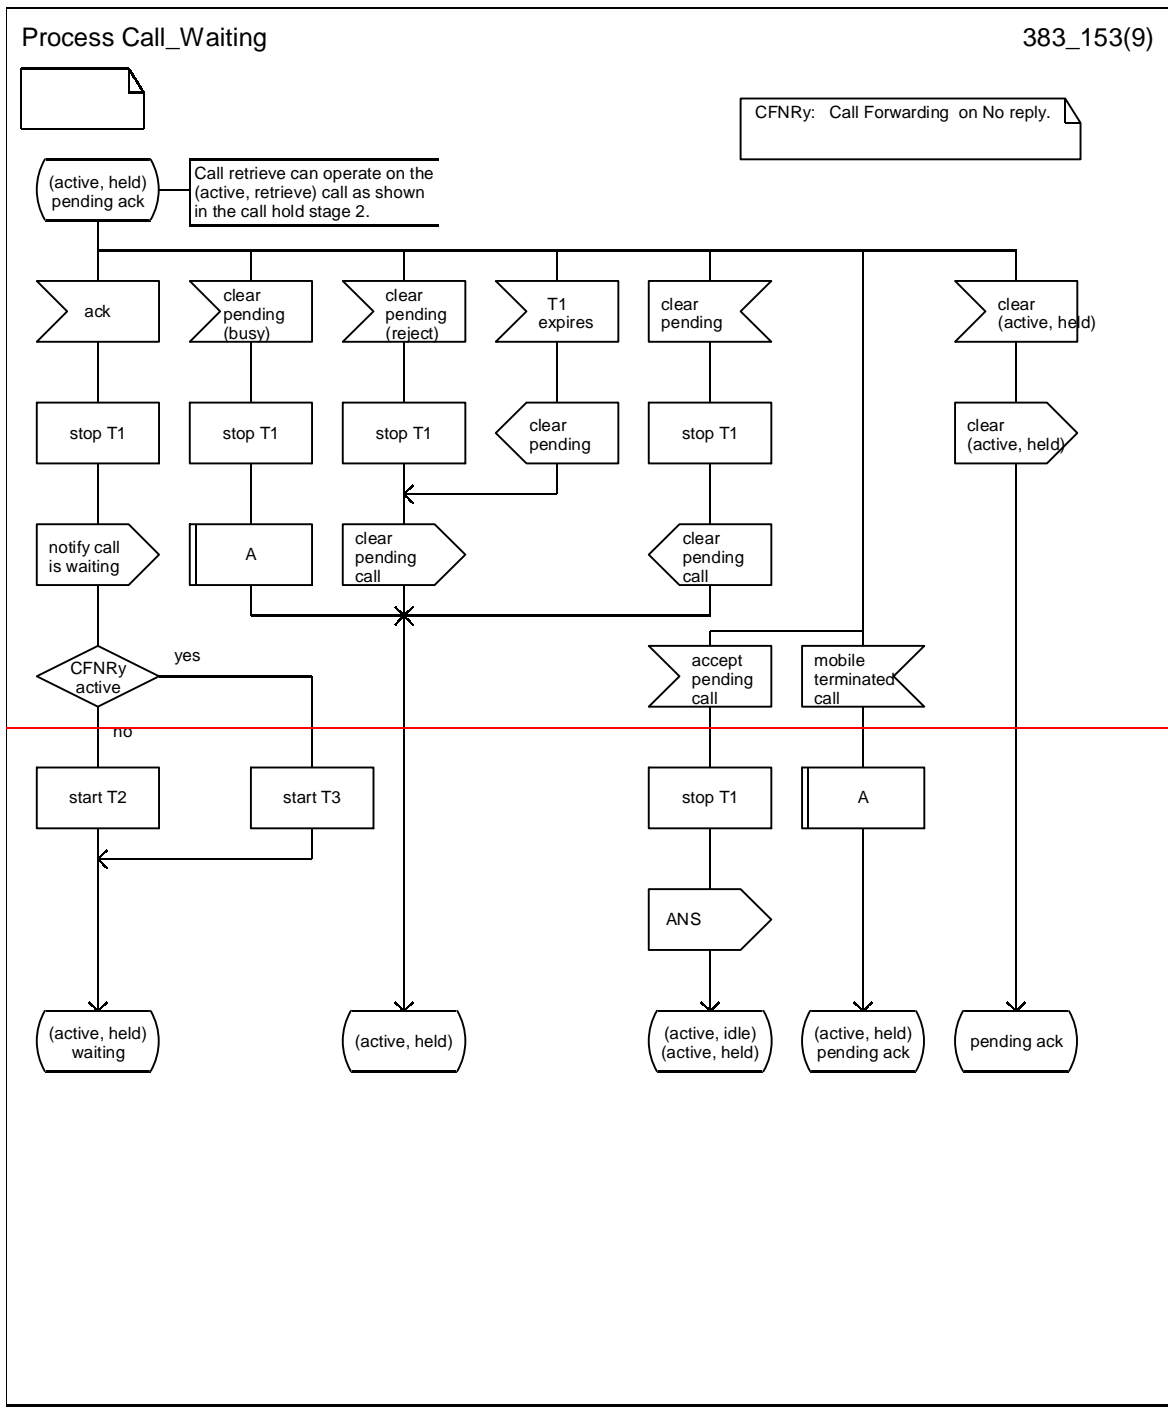 Process Call_Waiting
383_153(9)
CFNRy: Call Forwarding on No reply.
(active, held)
pending ack
Call retrieve can operate on the
(active, retrieve) call as shown
in the call hold stage 2.
ack
clear
pending
(busy)
clear
pending
(reject)
T1
expires
clear
pending
clear
(active, held)
stop T1
stop T1
stop T1
clear
pending
stop T1
clear
(active, held)
notify call
is waiting
A
clear
pending
call
clear
pending
call
CFNRy
active
yes
no
accept
pending
call
mobile
terminated
call
start T2
start T3
stop T1
A
ANS
(active, held)
waiting
(active, held)
(active, idle)
(active, held)
(active, held)
pending ack
pending ack